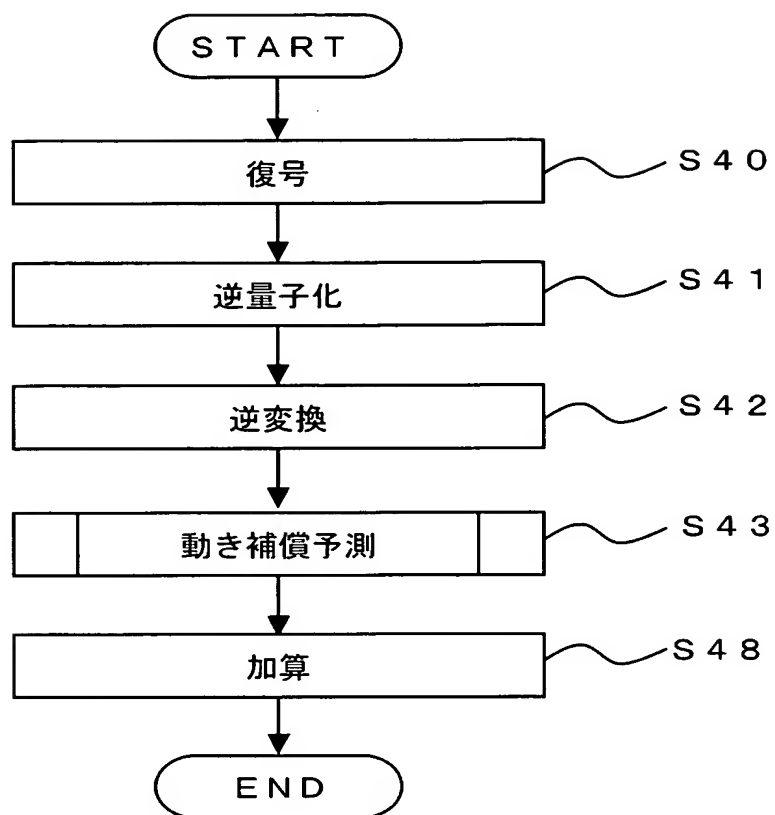 ＳＴＡＲＴ
復号
Ｓ４０
逆量子化
Ｓ４１
逆変換
Ｓ４２
動き補償予測
Ｓ４３
加算
Ｓ４８
ＥＮＤ